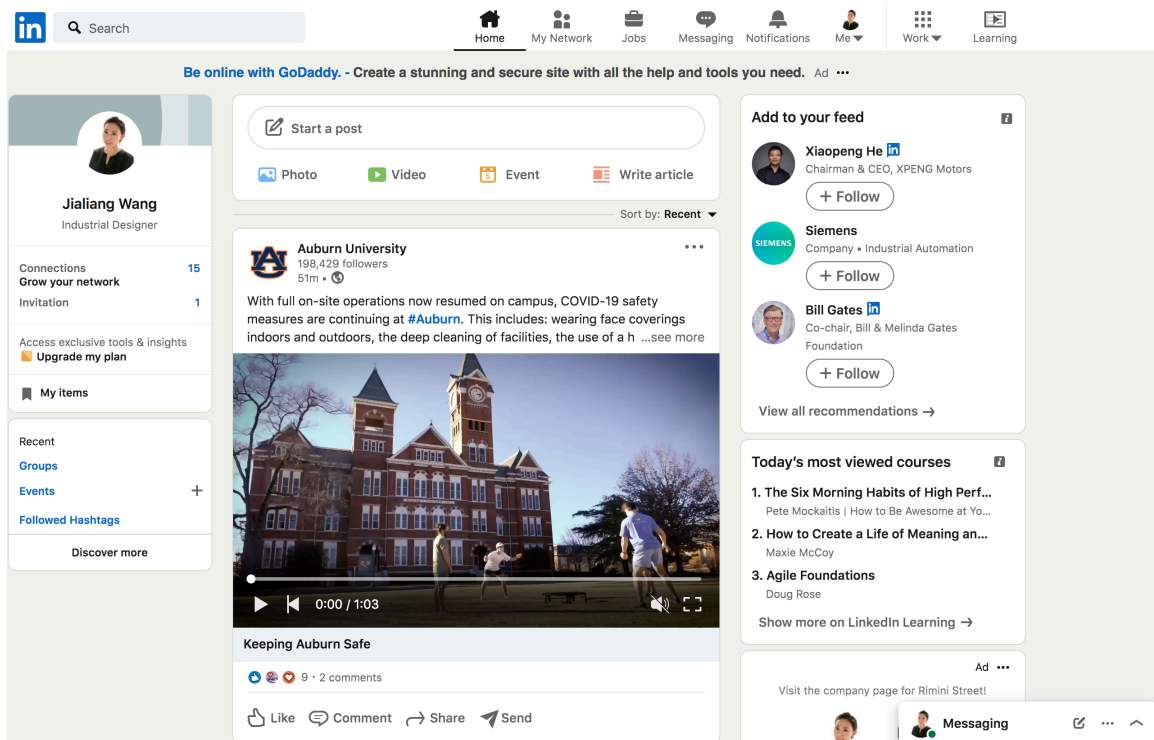 in
Search
Home
My Network
Jobs
Messaging
Notifications
Me
Work
Learning
Be online with GoDaddy. - Create a stunning and secure site with all the help and tools you need. Ad
Jialiang Wang
Industrial Designer
Connections 15
Grow your network
Invitation 1
Access exclusive tools & insights
Upgrade my plan
My items
Recent
Groups
Events
Followed Hashtags
Discover more
Start a post
Photo
Video
5
Event
Write article
Sort by: Recent
AU
Auburn University
198,429 followers
51m •
With full on-site operations now resumed on campus, COVID-19 safety
measures are continuing at #Auburn. This includes: wearing face coverings
indoors and outdoors, the deep cleaning of facilities, the use of a h ...see more
0:00 / 1:03
Keeping Auburn Safe
9 • 2 comments
Like
Comment
Share
Send
Add to your feed
Xiaopeng He in
Chairman & CEO, XPENG Motors
+ Follow
SIEMENS
Siemens
Company • Industrial Automation
+ Follow
Bill Gates in
Co-chair, Bill & Melinda Gates
Foundation
+ Follow
View all recommendations →
Today's most viewed courses
1. The Six Morning Habits of High Perf...
Pete Mockaitis | How to Be Awesome at Yo...
2. How to Create a Life of Meaning an...
Maxie McCoy
3. Agile Foundations
Doug Rose
Show more on LinkedIn Learning →
Ad
Visit the company page for Rimini Street!
Messaging